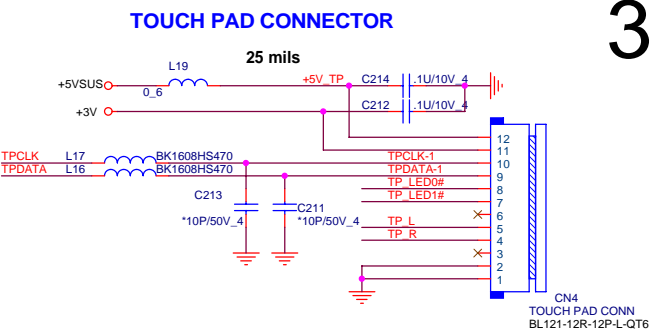 TOUCH PAD CONNECTOR
3
25 mils
L19
+5VSUS
0_6
+5V_TP
C214
.1U/10V_4
+3V
C212
.1U/10V_4
12
11
TPCLK
L17
BK1608HS470
TPCLK-1
10
TPDATA
L16
BK1608HS470
TPDATA-1
9
TP_LED0#
8
C213
TP_LED1#
7
C211
6
*10P/50V_4
*10P/50V_4
TP_L
5
TP_R
4
3
2
1
CN4
TOUCH PAD CONN
BL121-12R-12P-L-QT6